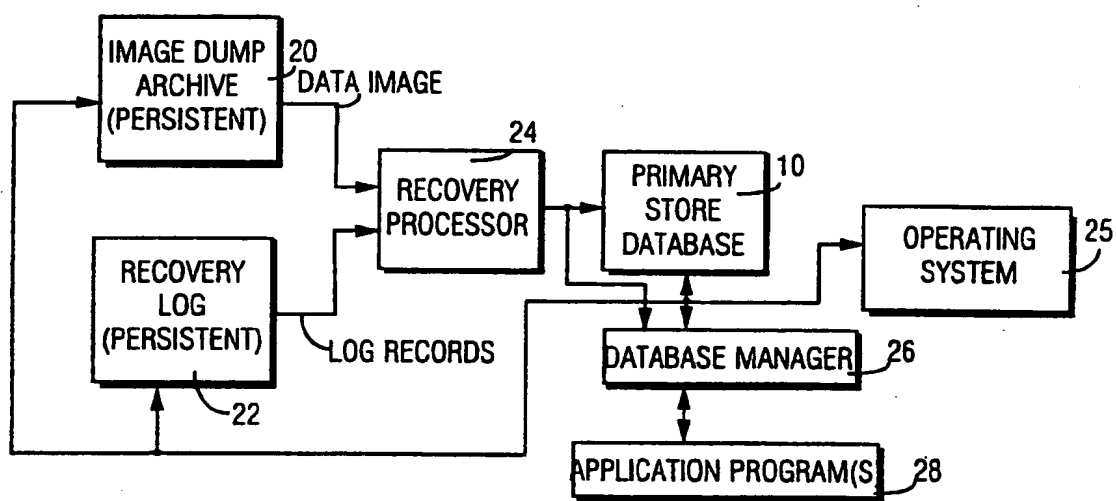 IMAGE DUMP
ARCHIVE
(PERSISTENT)
20
DATA IMAGE
RECOVERY
LOG
(PERSISTENT)
22
LOG RECORDS
24
RECOVERY
PROCESSOR
PRIMARY
STORE
DATABASE
10
OPERATING
SYSTEM
25
DATABASE MANAGER
26
APPLICATION PROGRAM(S
28